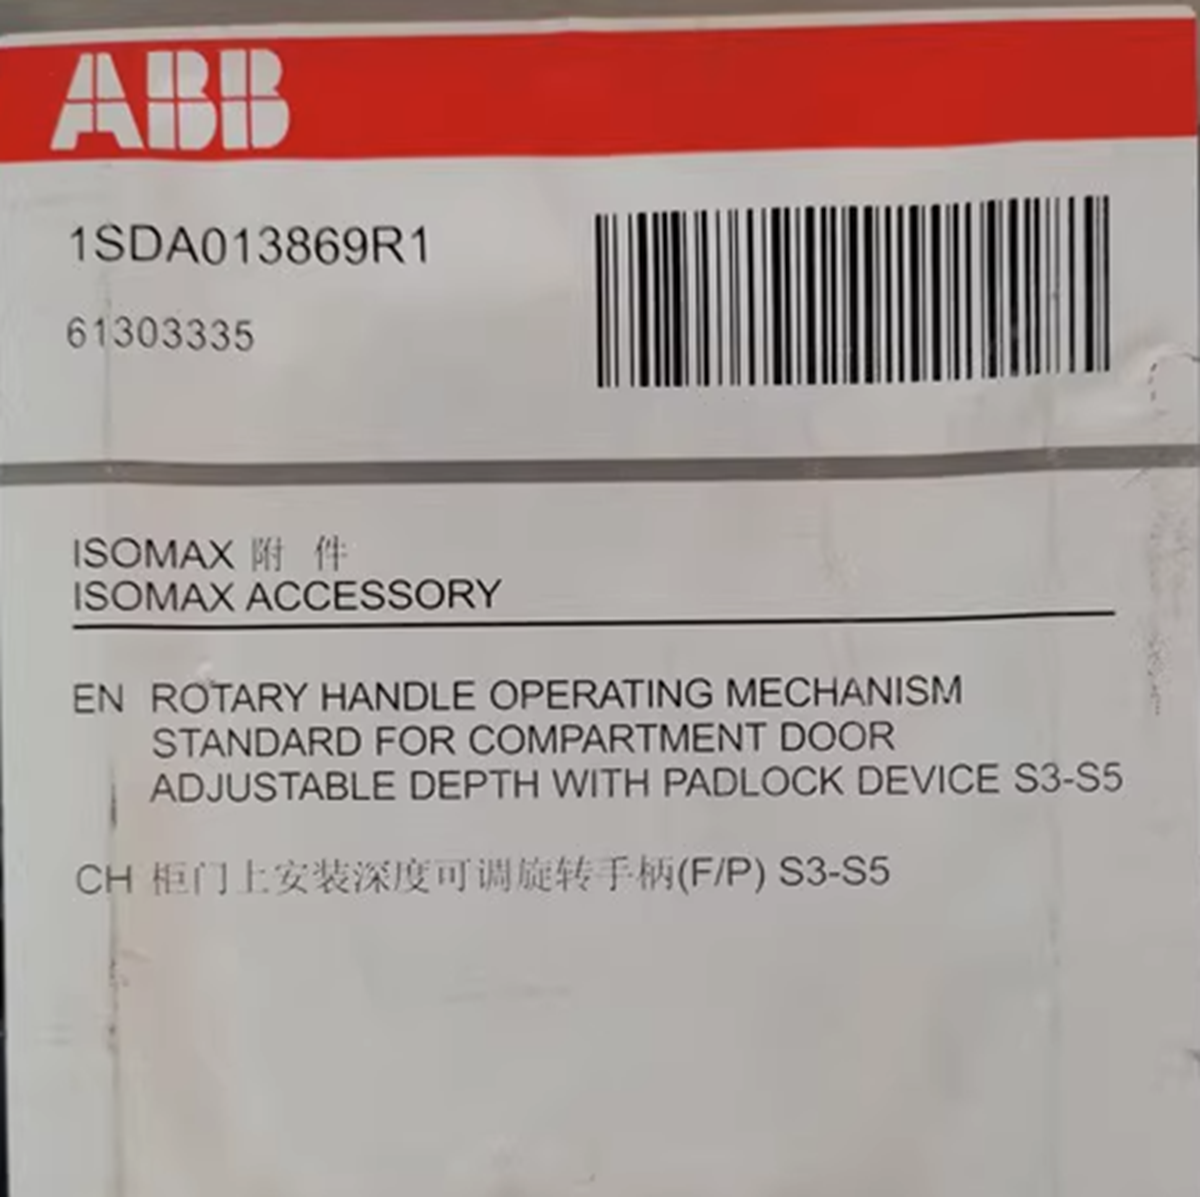 ABB
1SDA013869R1
61303335
ISOMAX 附 件
ISOMAX ACCESSORY
EN ROTARY HANDLE OPERATING MECHANISM
STANDARD FOR COMPARTMENT DOOR
ADJUSTABLE DEPTH WITH PADLOCK DEVICE S3-S5
CH 柜门上安装深度可调旋转手柄(F/P) S3-S5